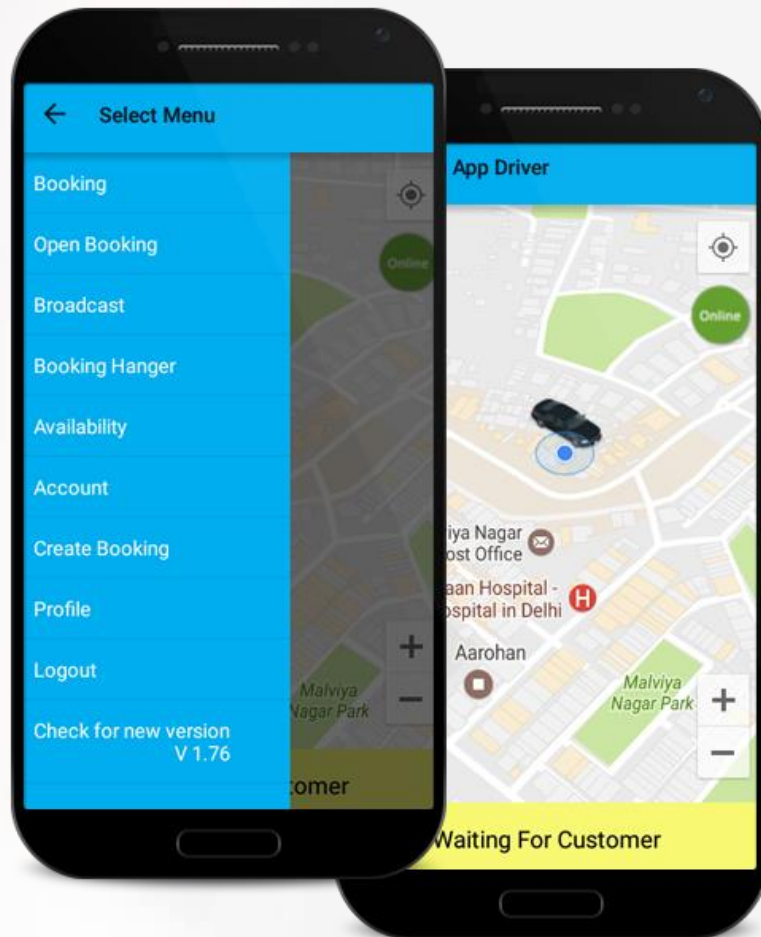 Select Menu
Booking
Open Booking
Broadcast
Booking Hanger
Availability
Account
Create Booking
Profile
Logout
Check for new version
V 1.76
Online
Malviya
Nagar Park
tomer
App Driver
Online
iya Nagar
ost Office
aan Hospital -
ospital in Delhi
H
Aarohan
Malviya
Nagar Park
Waiting For Customer